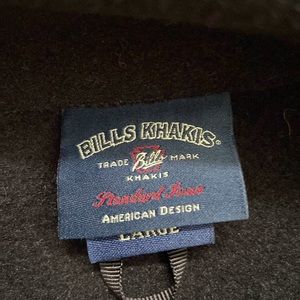 BILLS KHAKIS®
TRADE Bills MARK
KHAKIS
Standard Issue
AMERICAN DESIGN
LARGE